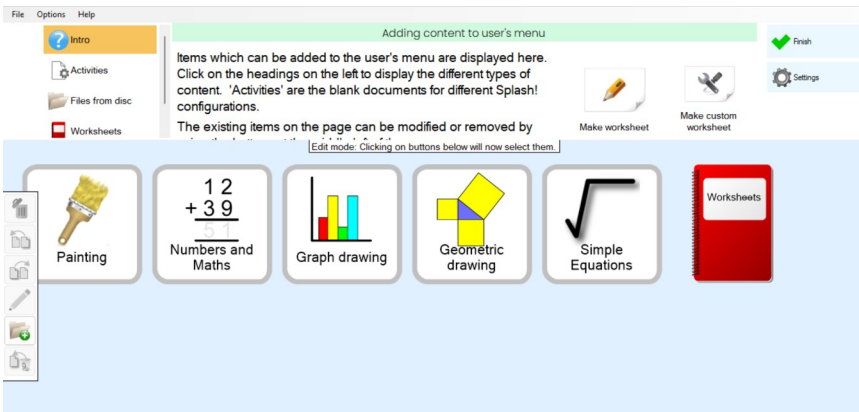 File Options Help
Intro
Activities
Files from disc
Worksheets
Adding content to user's menu
Items which can be added to the user's menu are displayed here.
Click on the headings on the left to display the different types of
content. 'Activities' are the blank documents for different Splash!
configurations.
The existing items on the page can be modified or removed by
Make worksheet
Make custom
worksheet
Finish
Settings
Edit mode: Clicking on buttons below will now select them.
Painting
12
+39
51
Numbers and
Maths
Graph drawing
Geometric
drawing
Simple
Equations
Worksheets